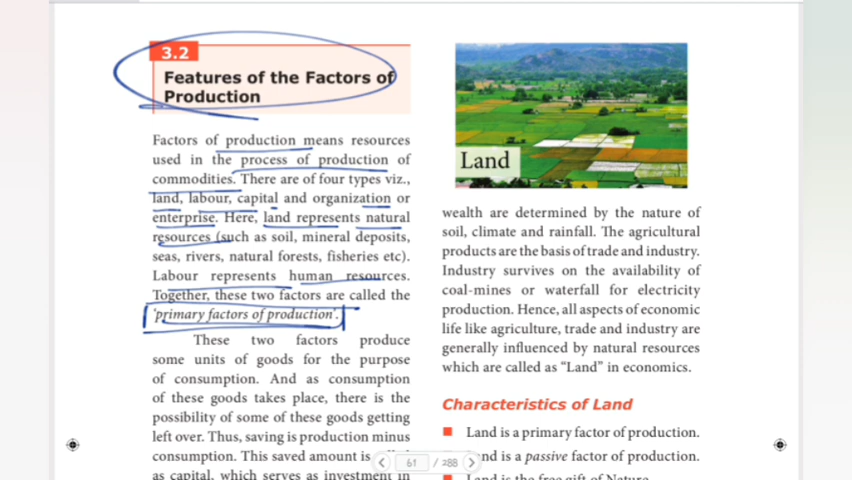 3.2
Features of the Factors of
Production
Factors of production means resources
used in the process of production of
commodities. There are of four types viz.,
land, labour, capital and organization or
enterprise. Here, land represents natural
resources (such as soil, mineral deposits,
seas, rivers, natural forests, fisheries etc).
Labour represents human resources.
Together, these two factors are called the
‘primary factors of production’.
These two factors produce
some units of goods for the purpose
of consumption. And as consumption
of these goods takes place, there is the
possibility of some of these goods getting
left over. Thus, saving is production minus
consumption. This saved amount is
as capital, which serves as investment in
Land
wealth are determined by the nature of
soil, climate and rainfall. The agricultural
products are the basis of trade and industry.
Industry survives on the availability of
coal-mines or waterfall for electricity
production. Hence, all aspects of economic
life like agriculture, trade and industry are
generally influenced by natural resources
which are called as “Land” in economics.
Characteristics of Land
Land is a primary factor of production.
is a passive factor of production.
Land is the free gift of Nature.
61 / 288